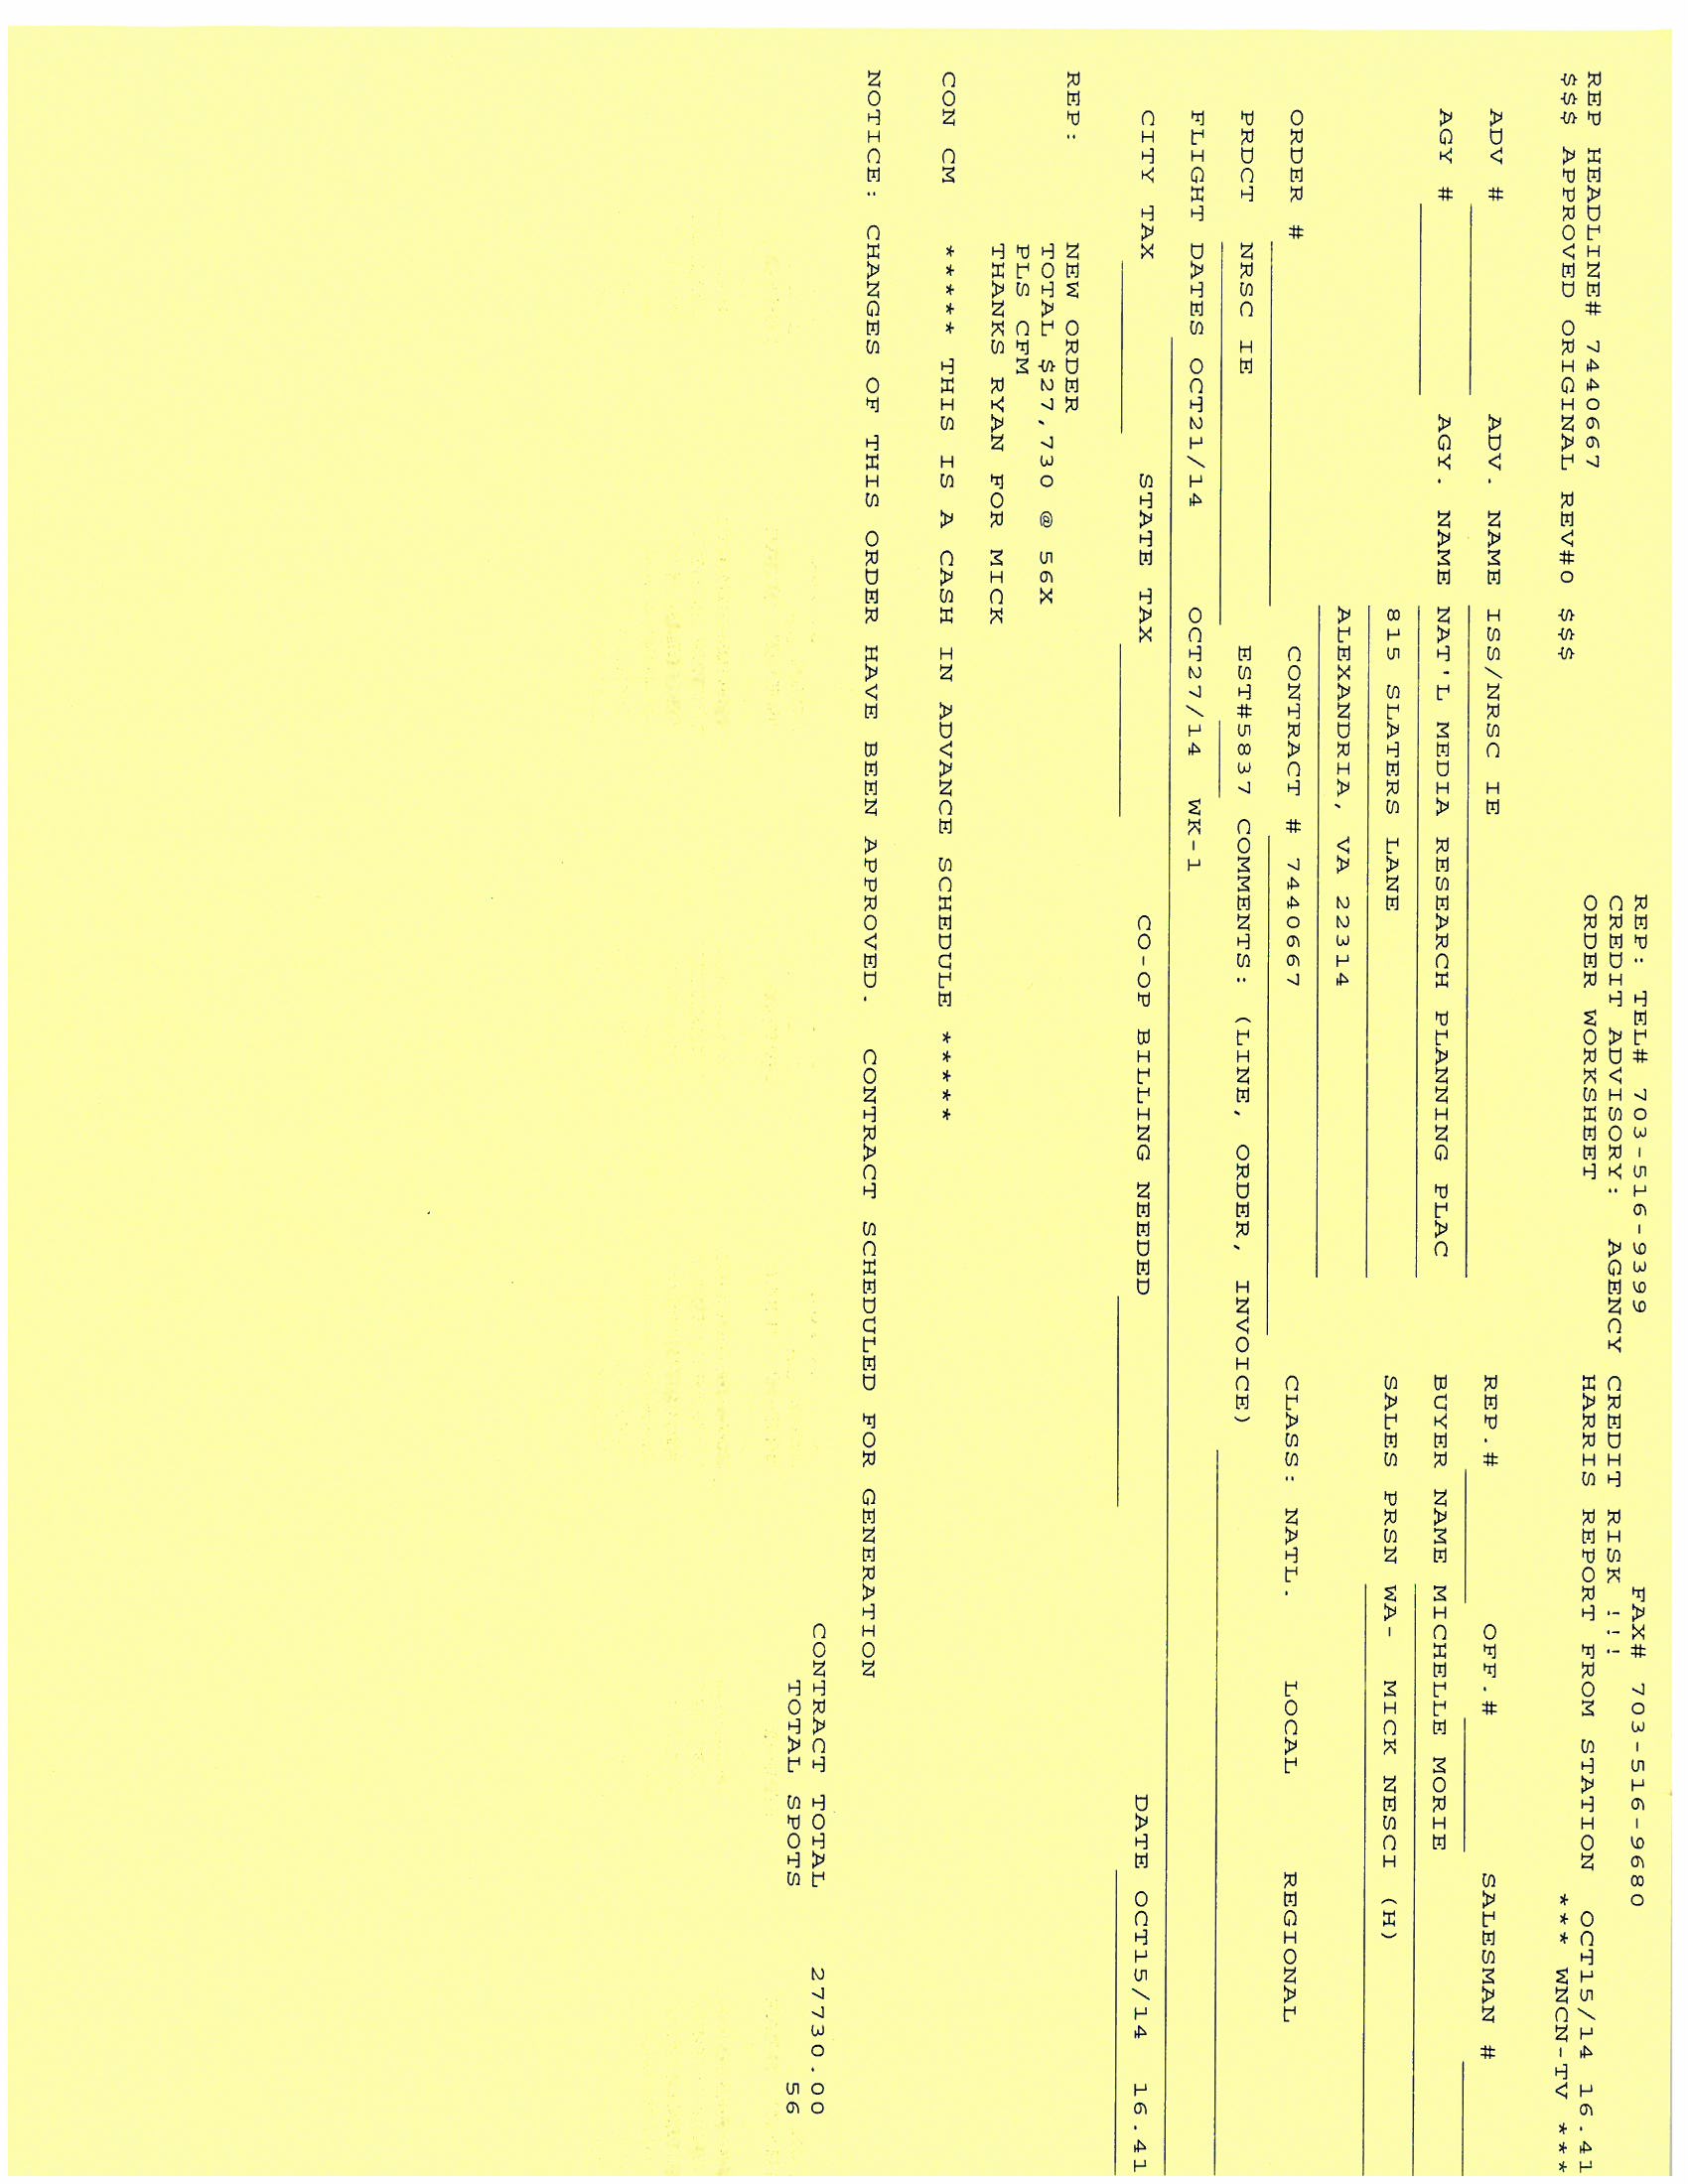 REP: TEL# 703-516-9399 FAX# 703-516-9680
CREDIT ADVISORY: AGENCY CREDIT RISK !!!
REP HEADLINE# 7440667 ORDER WORKSHEET HARRIS REPORT FROM STATION OCT15/14 16.41
$$$ APPROVED ORIGINAL REV#0 $$$ *** WNCN-TV ***
ADV # ADV. NAME ISS/NRSC IE REP.# OFF.# SALESMAN #
AGY # AGY. NAME NAT'L MEDIA RESEARCH PLANNING PLAC BUYER NAME MICHELLE MORIE
815 SLATERS LANE SALES PRSN WA- MICK NESCI (H)
ALEXANDRIA, VA 22314
ORDER # CONTRACT # 7440667 CLASS: NATL. LOCAL REGIONAL
PRDCT NRSC IE EST#5837 COMMENTS: (LINE, ORDER, INVOICE)
FLIGHT DATES OCT21/14 OCT27/14 WK-1
CITY TAX STATE TAX CO-OP BILLING NEEDED DATE OCT15/14 16.41
REP: NEW ORDER
TOTAL $27,730 @ 56X
PLS CFM
THANKS RYAN FOR MICK
CON CM ***** THIS IS A CASH IN ADVANCE SCHEDULE *****
NOTICE: CHANGES OF THIS ORDER HAVE BEEN APPROVED. CONTRACT SCHEDULED FOR GENERATION
CONTRACT TOTAL 27730.00
TOTAL SPOTS 56